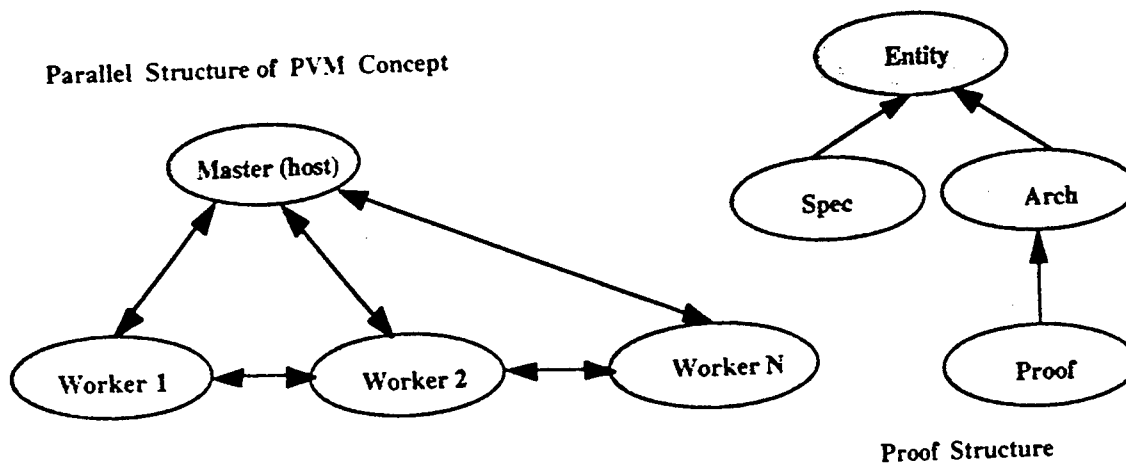 Parallel Structure of PVM Concept
Master (host)
Worker 1
Worker 2
Worker N
Entity
Spec
Arch
Proof
Proof Structure